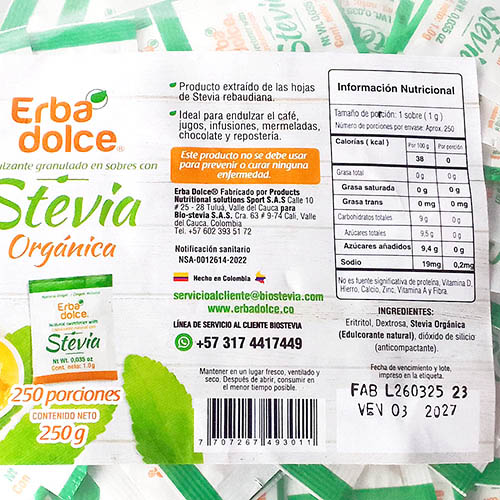 Erba
dolce®
ulzante granulado en sobres con
Stevia
Orgánica
Erba
dolce
Stevia
Nt Wt. 0,035 oz
Cont. neto: 1.0g
250 porciones
CONTENIDO NETO
250 g
• Producto extraído de las hojas
de Stevia rebaudiana.
• Ideal para endulzar el café,
jugos, infusiones, mermeladas,
chocolate y repostería.
Este producto no se debe usar
para prevenir o curar ninguna
enfermedad.
Erba Dolce® Fabricado por Products
Nutritional solutions Sport S.A.S Calle 10
# 25 - 28 Tuluá, Valle del Cauca para
Bio-stevia S.A.S. Cra. 63 # 9-74 Cali, Valle
del Cauca, Colombia
Tel. +57 602 393 51 72
Notificación sanitario
NSA-0012614-2022
Hecho en Colombia
servicioalcliente@biostevia.com
www.erbadolce.co
LÍNEA DE SERVICIO AL CLIENTE BIOSTEVIA
+57 317 4417449
Mantener en un lugar fresco, ventilado y
seco. Después de abrir, consumir en el
menor tiempo posible.
7 707267 493011
Información Nutricional
Tamaño de porción: 1 sobre ( 1 g )
Número de porciones por envase: Aprox. 250
Calorías ( kcal ) Por 100 g Por porción
38 0
Grasa total 0 g 0 g
Grasa saturada 0 g 0 g
Grasa trans 0 mg 0 mg
Carbohidratos totales 9 g 0 g
Azúcares totales 9,5 g 0 g
Azúcares añadidos 9,4 g 0 g
Sodio 19mg 0,2mg
No es fuente significativa de proteína, Vitamina D,
Hierro, Calcio, Zinc, Vitamina A y Fibra.
INGREDIENTES:
Eritritol, Dextrosa, Stevia Orgánica
(Edulcorante natural), dióxido de silicio
(anticompactante).
Fecha de vencimiento y lote,
impreso en la etiqueta.
FAB L260325 23
VEN 03 2027